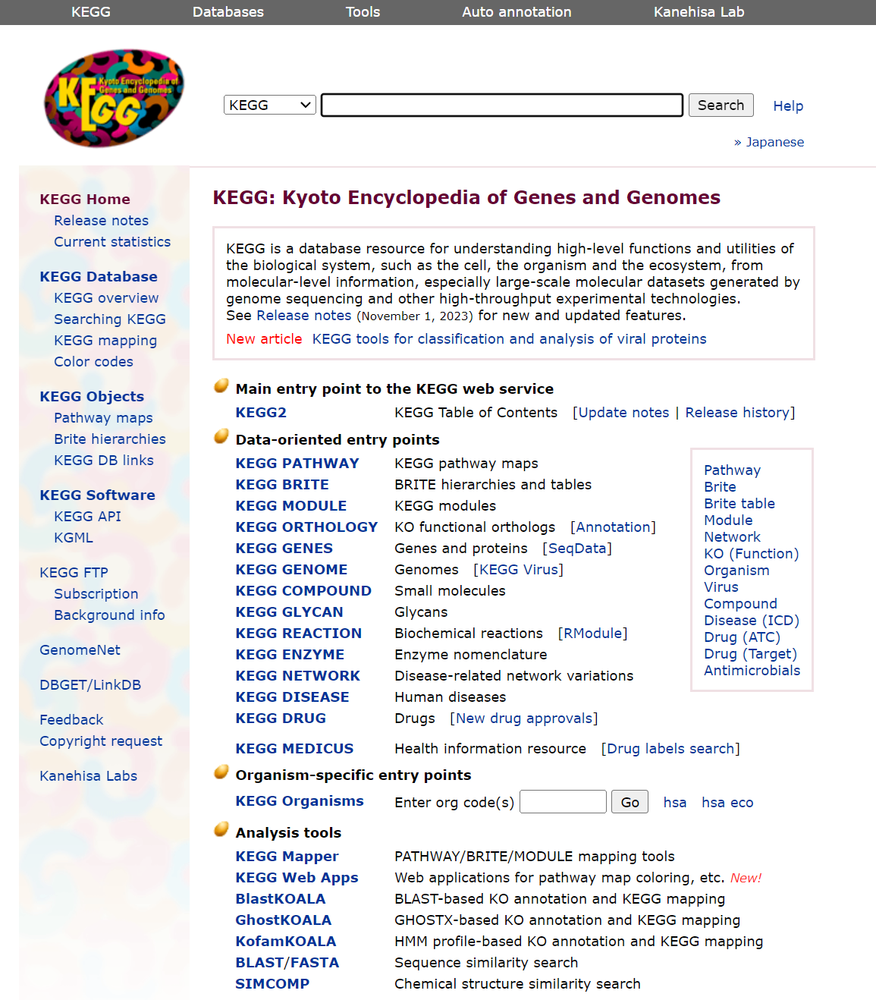 KEGG Databases Tools Auto annotation Kanehisa Lab
KEGG
Kyoto Encyclopedia of
Genes and Genomes
KEGG Search Help
» Japanese
KEGG Home
Release notes
Current statistics
KEGG Database
KEGG overview
Searching KEGG
KEGG mapping
Color codes
KEGG Objects
Pathway maps
Brite hierarchies
KEGG DB links
KEGG Software
KEGG API
KGML
KEGG FTP
Subscription
Background info
GenomeNet
DBGET/LinkDB
Feedback
Copyright request
Kanehisa Labs
KEGG: Kyoto Encyclopedia of Genes and Genomes
KEGG is a database resource for understanding high-level functions and utilities of
the biological system, such as the cell, the organism and the ecosystem, from
molecular-level information, especially large-scale molecular datasets generated by
genome sequencing and other high-throughput experimental technologies.
See Release notes (November 1, 2023) for new and updated features.
New article KEGG tools for classification and analysis of viral proteins
Main entry point to the KEGG web service
KEGG2 KEGG Table of Contents [Update notes | Release history]
Data-oriented entry points
KEGG PATHWAY KEGG pathway maps
KEGG BRITE BRITE hierarchies and tables
KEGG MODULE KEGG modules
KEGG ORTHOLOGY KO functional orthologs [Annotation]
KEGG GENES Genes and proteins [SeqData]
KEGG GENOME Genomes [KEGG Virus]
KEGG COMPOUND Small molecules
KEGG GLYCAN Glycans
KEGG REACTION Biochemical reactions [RModule]
KEGG ENZYME Enzyme nomenclature
KEGG NETWORK Disease-related network variations
KEGG DISEASE Human diseases
KEGG DRUG Drugs [New drug approvals]
KEGG MEDICUS Health information resource [Drug labels search]
Pathway
Brite
Brite table
Module
Network
KO (Function)
Organism
Virus
Compound
Disease (ICD)
Drug (ATC)
Drug (Target)
Antimicrobials
Organism-specific entry points
KEGG Organisms Enter org code(s) Go hsa hsa eco
Analysis tools
KEGG Mapper PATHWAY/BRITE/MODULE mapping tools
KEGG Web Apps Web applications for pathway map coloring, etc. New!
BlastKOALA BLAST-based KO annotation and KEGG mapping
GhostKOALA GHOSTX-based KO annotation and KEGG mapping
KofamKOALA HMM profile-based KO annotation and KEGG mapping
BLAST/FASTA Sequence similarity search
SIMCOMP Chemical structure similarity search